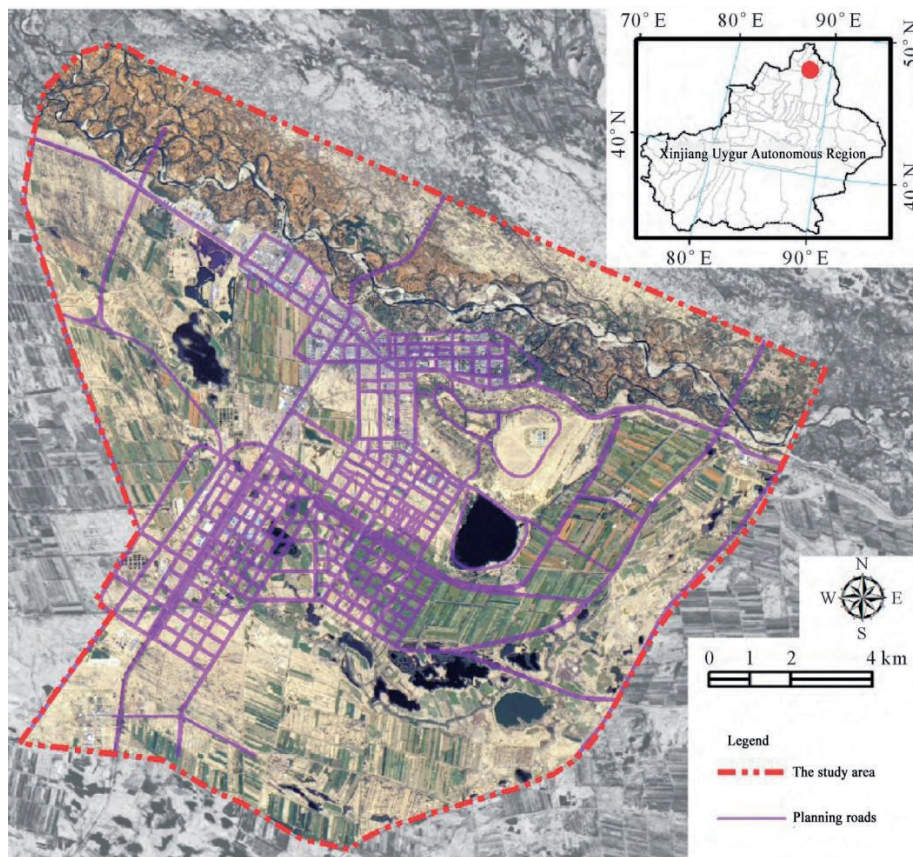 70° E 80° E 90° E
50° N
40° N
Xinjiang Uygur Autonomous Region
40° N
80° E 90° E
N
W E
S
0 1 2 4 km
Legend
The study area
Planning roads